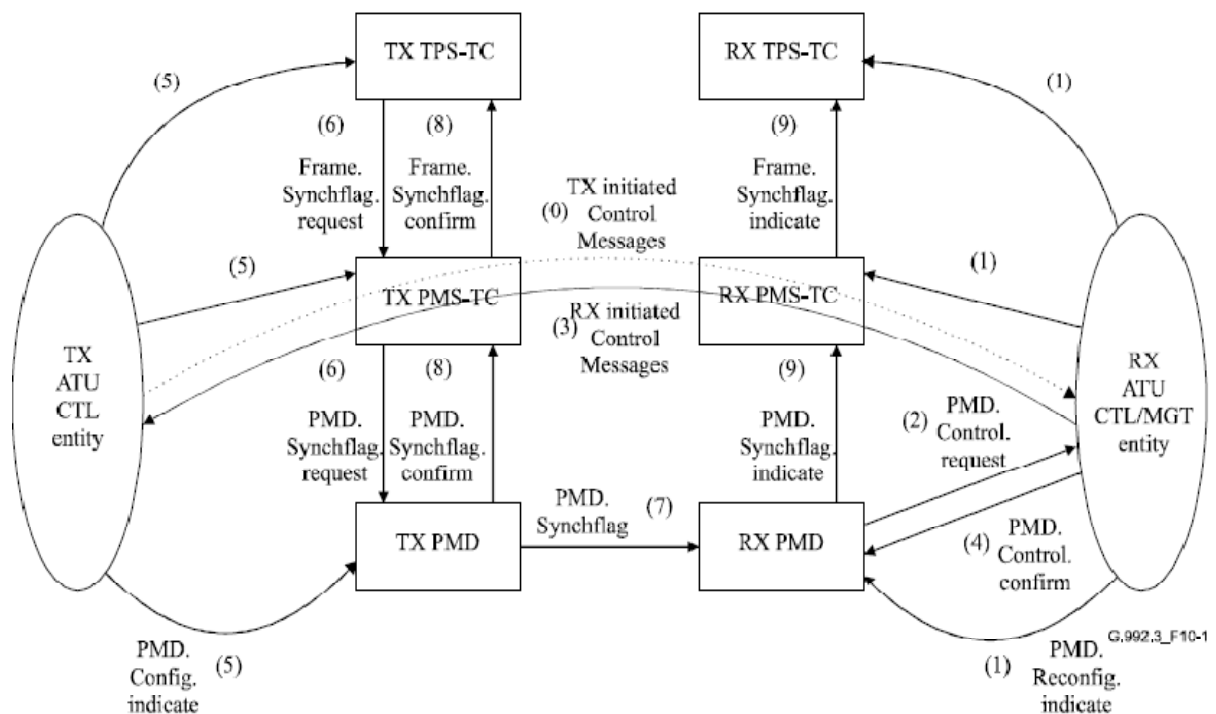 TX TPS-TC
RX TPS-TC
(5)
(1)
(6)
(8)
(9)
Frame.
Synchflag.
request
Frame.
Synchflag.
confirm
(0)
TX initiated
Control
Messages
Frame.
Synchflag.
indicate
(5)
(1)
TX PMS-TC
RX PMS-TC
(3)
RX initiated
Control
Messages
TX
ATU
CTL
entity
RX
ATU
CTL/MGT
entity
(6)
(8)
(9)
PMD.
Synchflag.
request
PMD.
Synchflag.
confirm
PMD.
Synchflag.
indicate
(2)
PMD.
Control.
request
PMD.
Synchflag
(7)
TX PMD
RX PMD
(4)
PMD.
Control.
confirm
PMD.
Config.
indicate
(5)
(1)
PMD.
Reconfig.
indicate
G.992.3_F10-1